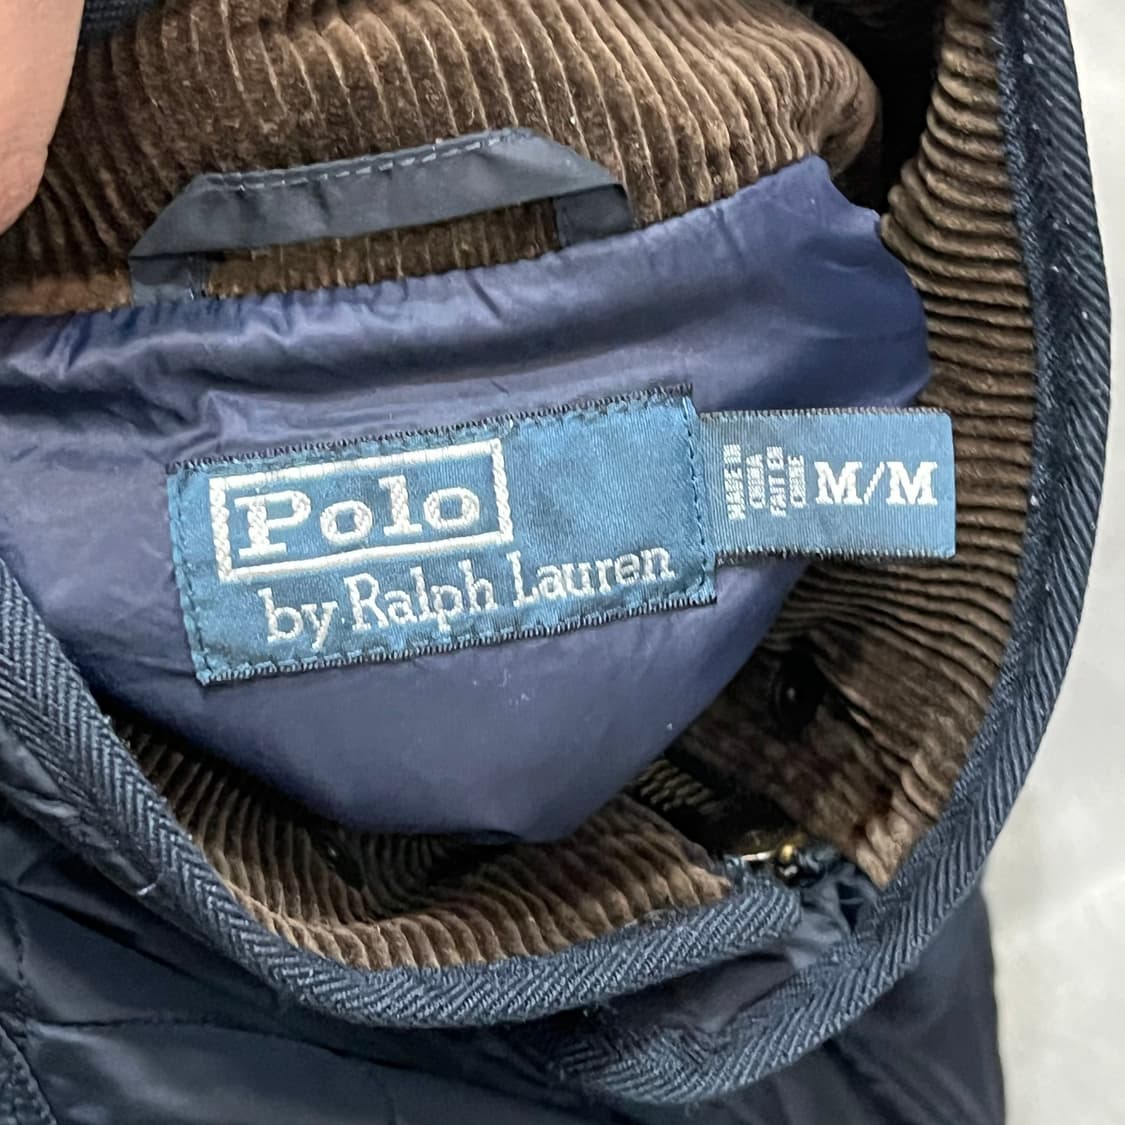 Polo
by Ralph Lauren
MADE IN
CHINA
FAIT EN
CHINE
M/M